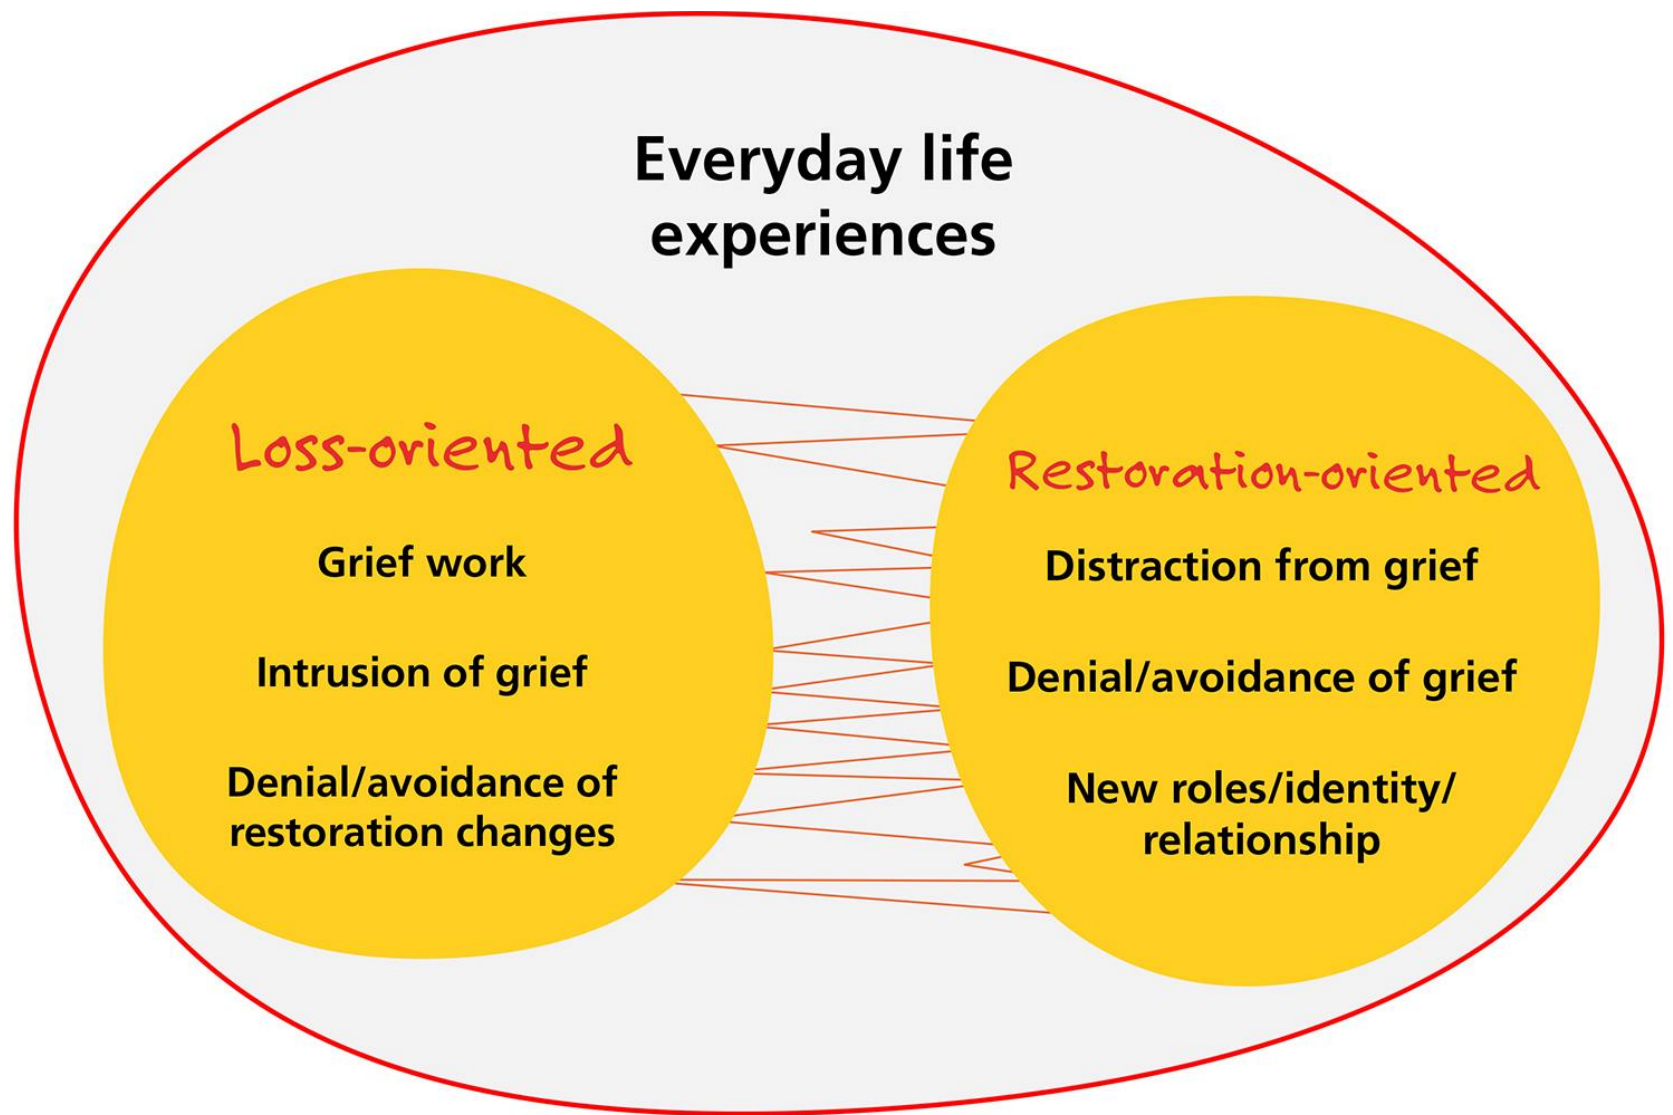 Everyday life
experiences
Loss-oriented
Grief work
Intrusion of grief
Denial/avoidance of
restoration changes
Restoration-oriented
Distraction from grief
Denial/avoidance of grief
New roles/identity/
relationship